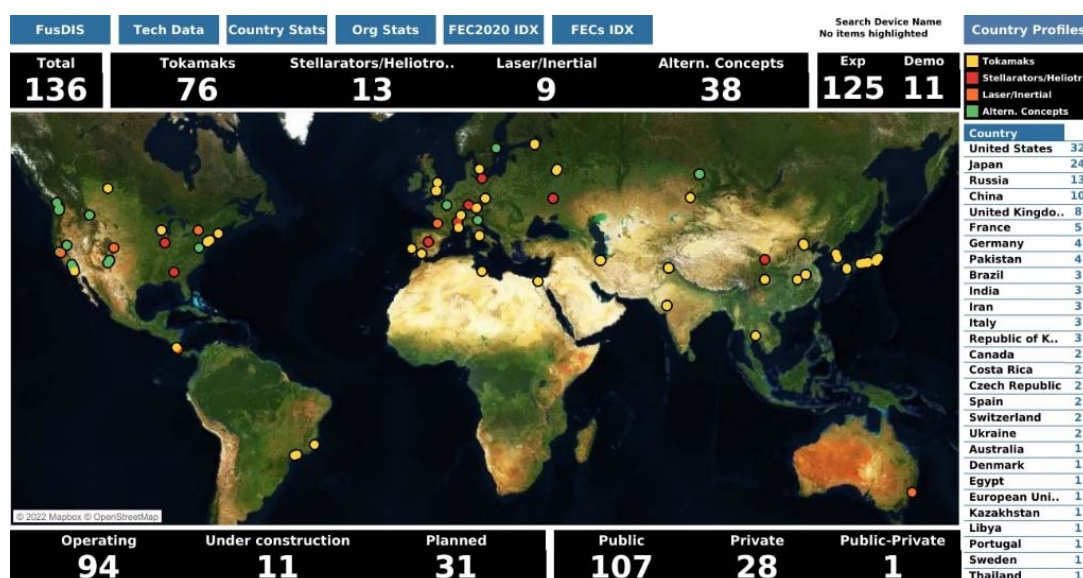 FusDIS
Tech Data
Country Stats
Org Stats
FEC2020 IDX
FECs IDX
Search Device Name
No items highlighted
Country Profiles
Total
136
Tokamaks
76
Stellarators/Heliotro..
13
Laser/Inertial
9
Altern. Concepts
38
Exp
125
Demo
11
Tokamaks
Stellarators/Heliotr
Laser/Inertial
Altern. Concepts
Country
United States 32
Japan 24
Russia 13
China 10
United Kingdo.. 8
France 5
Germany 4
Pakistan 4
Brazil 3
India 3
Iran 3
Italy 3
Republic of K.. 3
Canada 2
Costa Rica 2
Czech Republic 2
Spain 2
Switzerland 2
Ukraine 2
Australia 1
Denmark 1
Egypt 1
European Uni.. 1
Kazakhstan 1
Libya 1
Portugal 1
Sweden 1
Thailand 1
© 2022 Mapbox © OpenStreetMap
Operating
94
Under construction
11
Planned
31
Public
107
Private
28
Public-Private
1